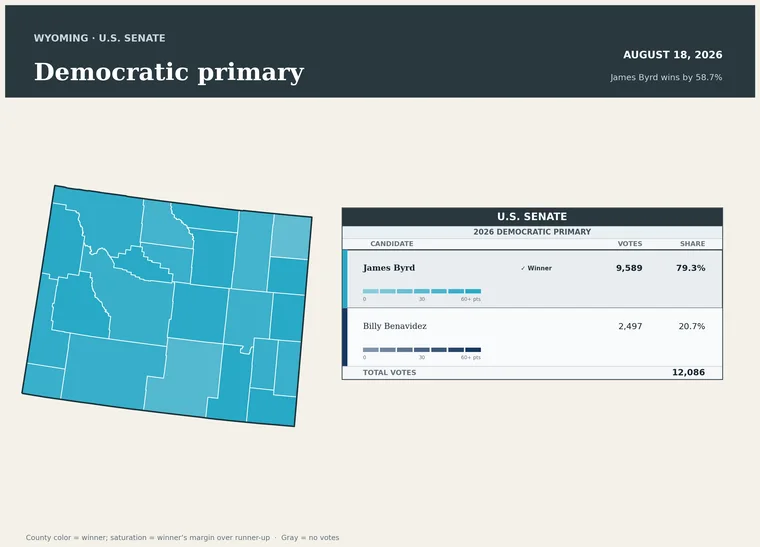 WYOMING · U.S. SENATE
Democratic primary
AUGUST 18, 2026
James Byrd wins by 58.7%
U.S. SENATE
2026 DEMOCRATIC PRIMARY
CANDIDATE VOTES SHARE
James Byrd ✓ Winner 9,589 79.3%
0 30 60+ pts
Billy Benavidez 2,497 20.7%
0 30 60+ pts
TOTAL VOTES 12,086
County color = winner; saturation = winner's margin over runner-up · Gray = no votes